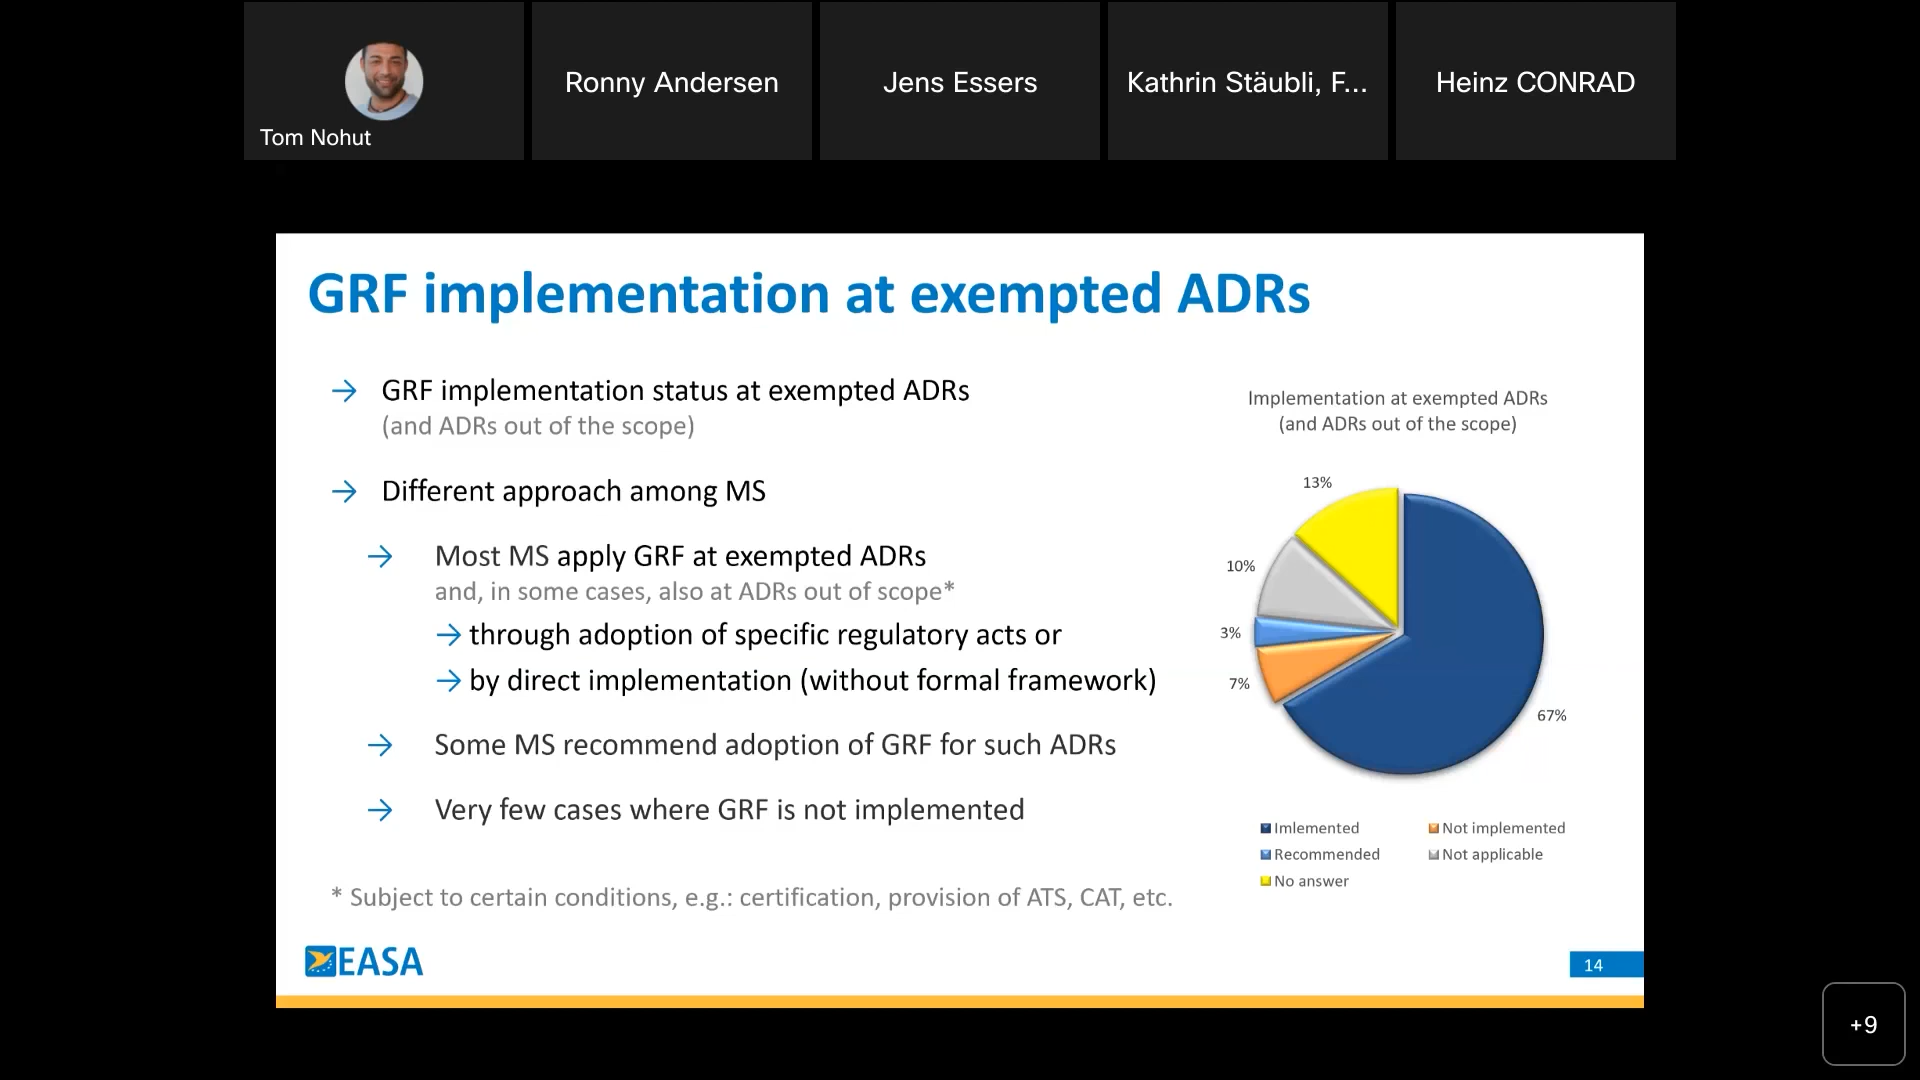 Tom Nohut
Ronny Andersen
Jens Essers
Kathrin Stäubli, F...
Heinz CONRAD
GRF implementation at exempted ADRs
→ GRF implementation status at exempted ADRs
(and ADRs out of the scope)
→ Different approach among MS
→ Most MS apply GRF at exempted ADRs
and, in some cases, also at ADRs out of scope*
→ through adoption of specific regulatory acts or
→ by direct implementation (without formal framework)
→ Some MS recommend adoption of GRF for such ADRs
→ Very few cases where GRF is not implemented
* Subject to certain conditions, e.g.: certification, provision of ATS, CAT, etc.
Implementation at exempted ADRs
(and ADRs out of the scope)
13%
10%
3%
7%
67%
Imlemented
Not implemented
Recommended
Not applicable
No answer
EASA
14
+9